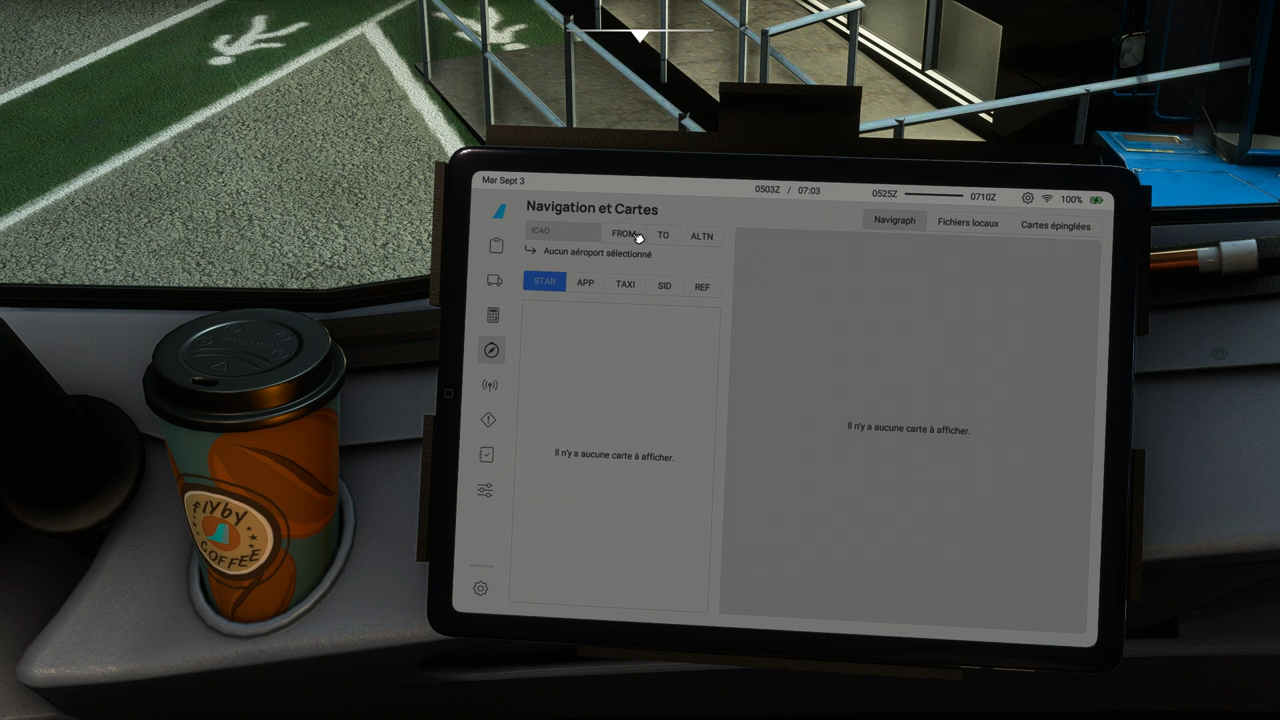 Mar Sept 3
0503Z / 07:03
0525Z
0710Z
100%
Navigation et Cartes
Navigraph
Fichiers locaux
Cartes épinglées
ICAO
FROM
TO
ALTN
Aucun aéroport sélectionné
STAR
APP
TAXI
SID
REF
Il n'y a aucune carte à afficher.
Il n'y a aucune carte à afficher.
flyby
COFFEE